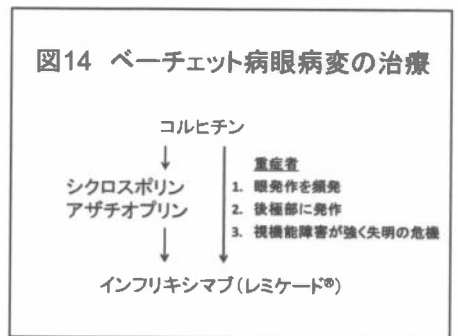 図14 ベーチェット病眼病変の治療
コルヒチン
重症者
シクロスポリン
アザチオプリン
1. 眼発作を頻発
2. 後極部に発作
3. 視機能障害が強く失明の危機
インフリキシマブ(レミケード®)